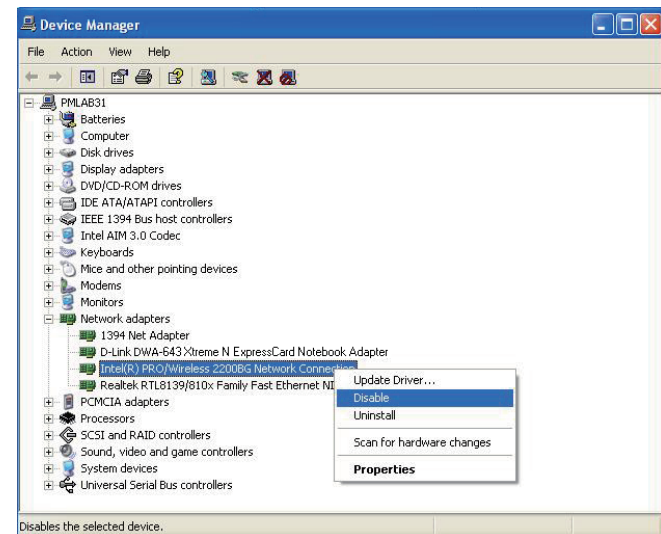 Device Manager
File Action View Help
PMLAB31
Batteries
Computer
Disk drives
Display adapters
DVD/CD-ROM drives
IDE ATA/ATAPI controllers
IEEE 1394 Bus host controllers
Intel AIM 3.0 Codec
Keyboards
Mice and other pointing devices
Modems
Monitors
Network adapters
1394 Net Adapter
D-Link DWA-643 Xtreme N ExpressCard Notebook Adapter
Intel(R) PRO/Wireless 2200BG Network Connection
Realtek RTL8139/810x Family Fast Ethernet NI
PCMCIA adapters
Processors
SCSI and RAID controllers
Sound, video and game controllers
System devices
Universal Serial Bus controllers
Update Driver...
Disable
Uninstall
Scan for hardware changes
Properties
Disables the selected device.